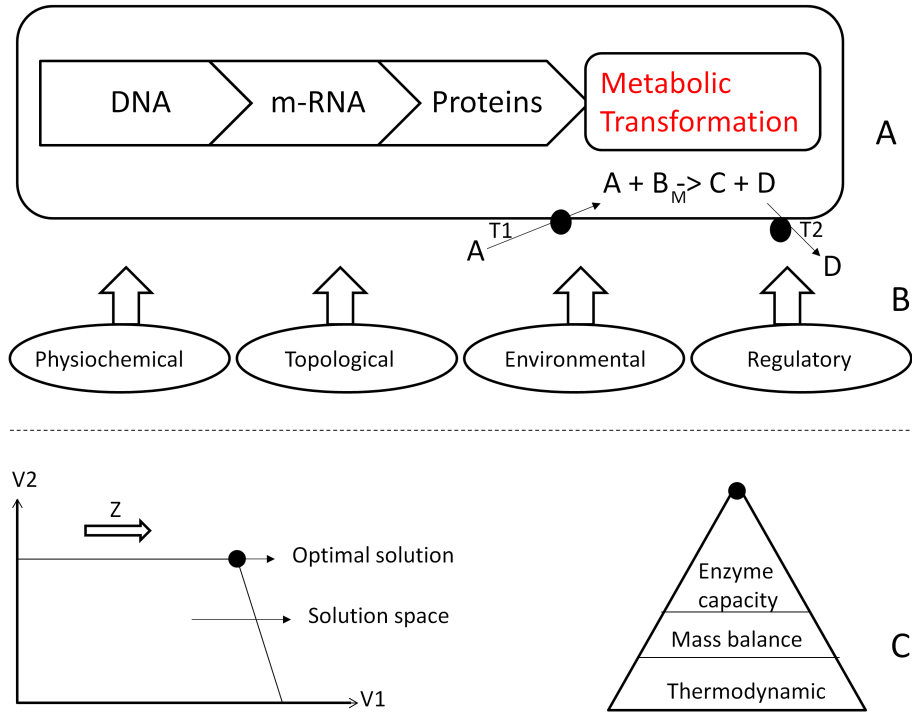 DNA
m-RNA
Proteins
Metabolic
Transformation
A
A + B -> C + D
M
T1
T2
A
D
B
Physiochemical
Topological
Environmental
Regulatory
V2
Z
Optimal solution
Solution space
V1
Enzyme
capacity
Mass balance
Thermodynamic
C